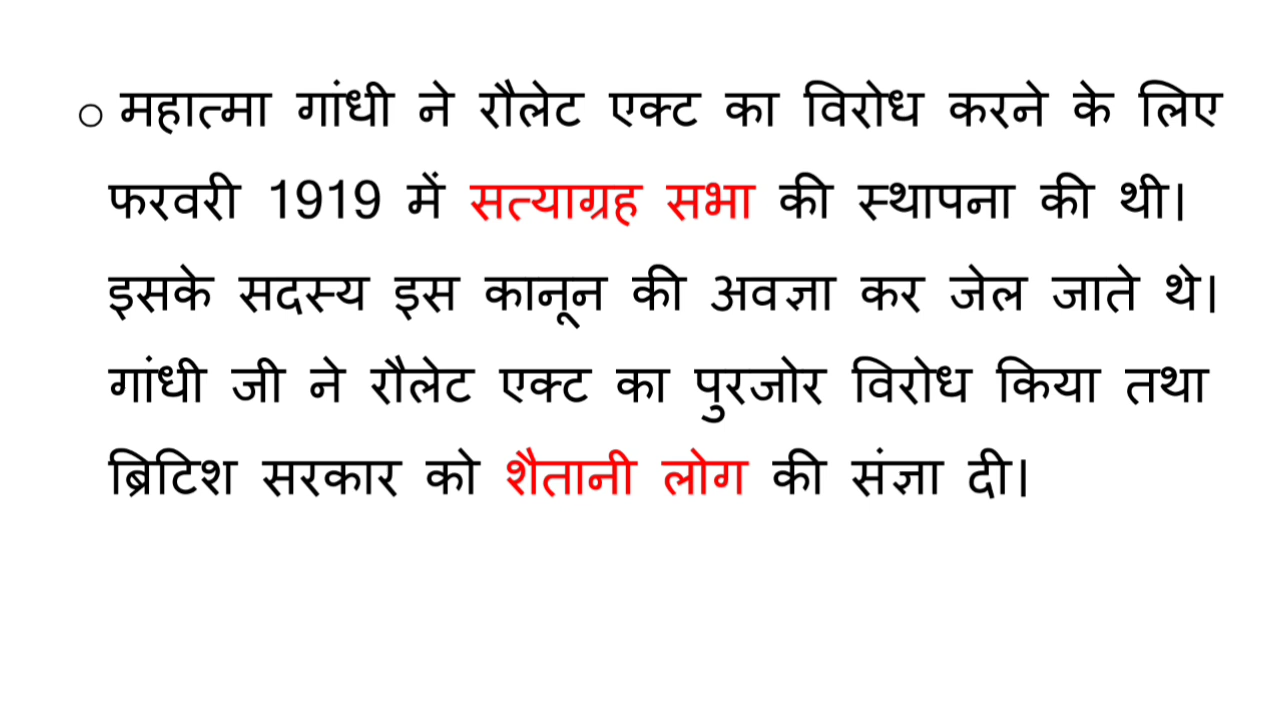 ○ महात्मा गांधी ने रौलेट एक्ट का विरोध करने के लिए
फरवरी 1919 में सत्याग्रह सभा की स्थापना की थी।
इसके सदस्य इस कानून की अवज्ञा कर जेल जाते थे।
गांधी जी ने रौलेट एक्ट का पुरजोर विरोध किया तथा
ब्रिटिश सरकार को शैतानी लोग की संज्ञा दी।